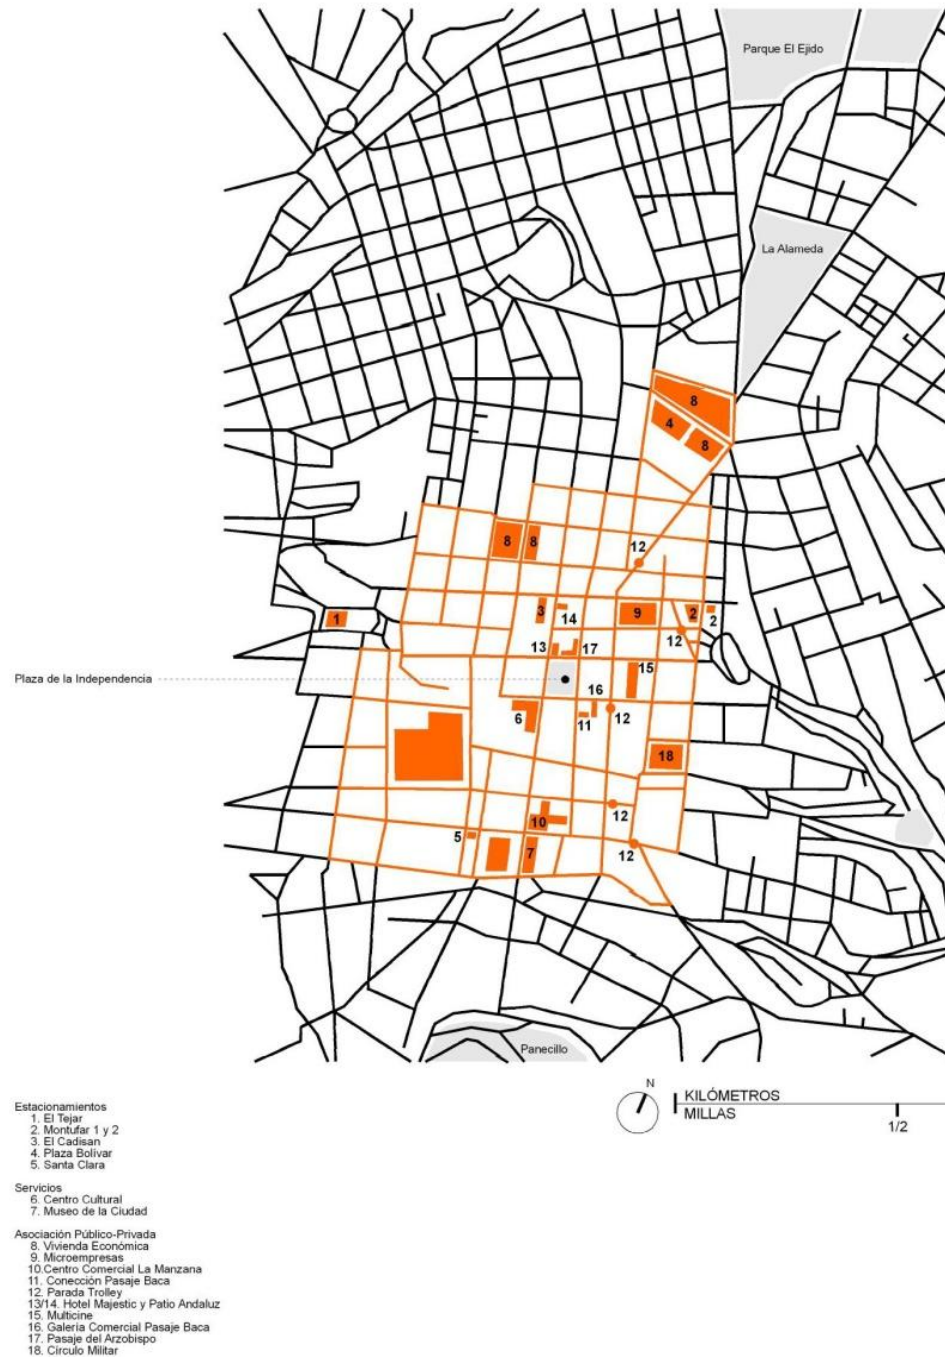 Parque El Ejido
La Alameda
8
4
8
8
8
12
3
14
9
2
2
1
12
13
17
15
Plaza de la Independencia
16
6
11
12
18
12
10
5
7
12
Panecillo
N
KILÓMETROS
MILLAS
1/2
Estacionamientos
1. El Tejar
2. Montufar 1 y 2
3. El Cadisan
4. Plaza Bolívar
5. Santa Clara
Servicios
6. Centro Cultural
7. Museo de la Ciudad
Asociación Público-Privada
8. Vivienda Económica
9. Microempresas
10.Centro Comercial La Manzana
11. Conección Pasaje Baca
12. Parada Trolley
13/14. Hotel Majestic y Patio Andaluz
15. Multicine
16. Galería Comercial Pasaje Baca
17. Pasaje del Arzobispo
18. Círculo Militar